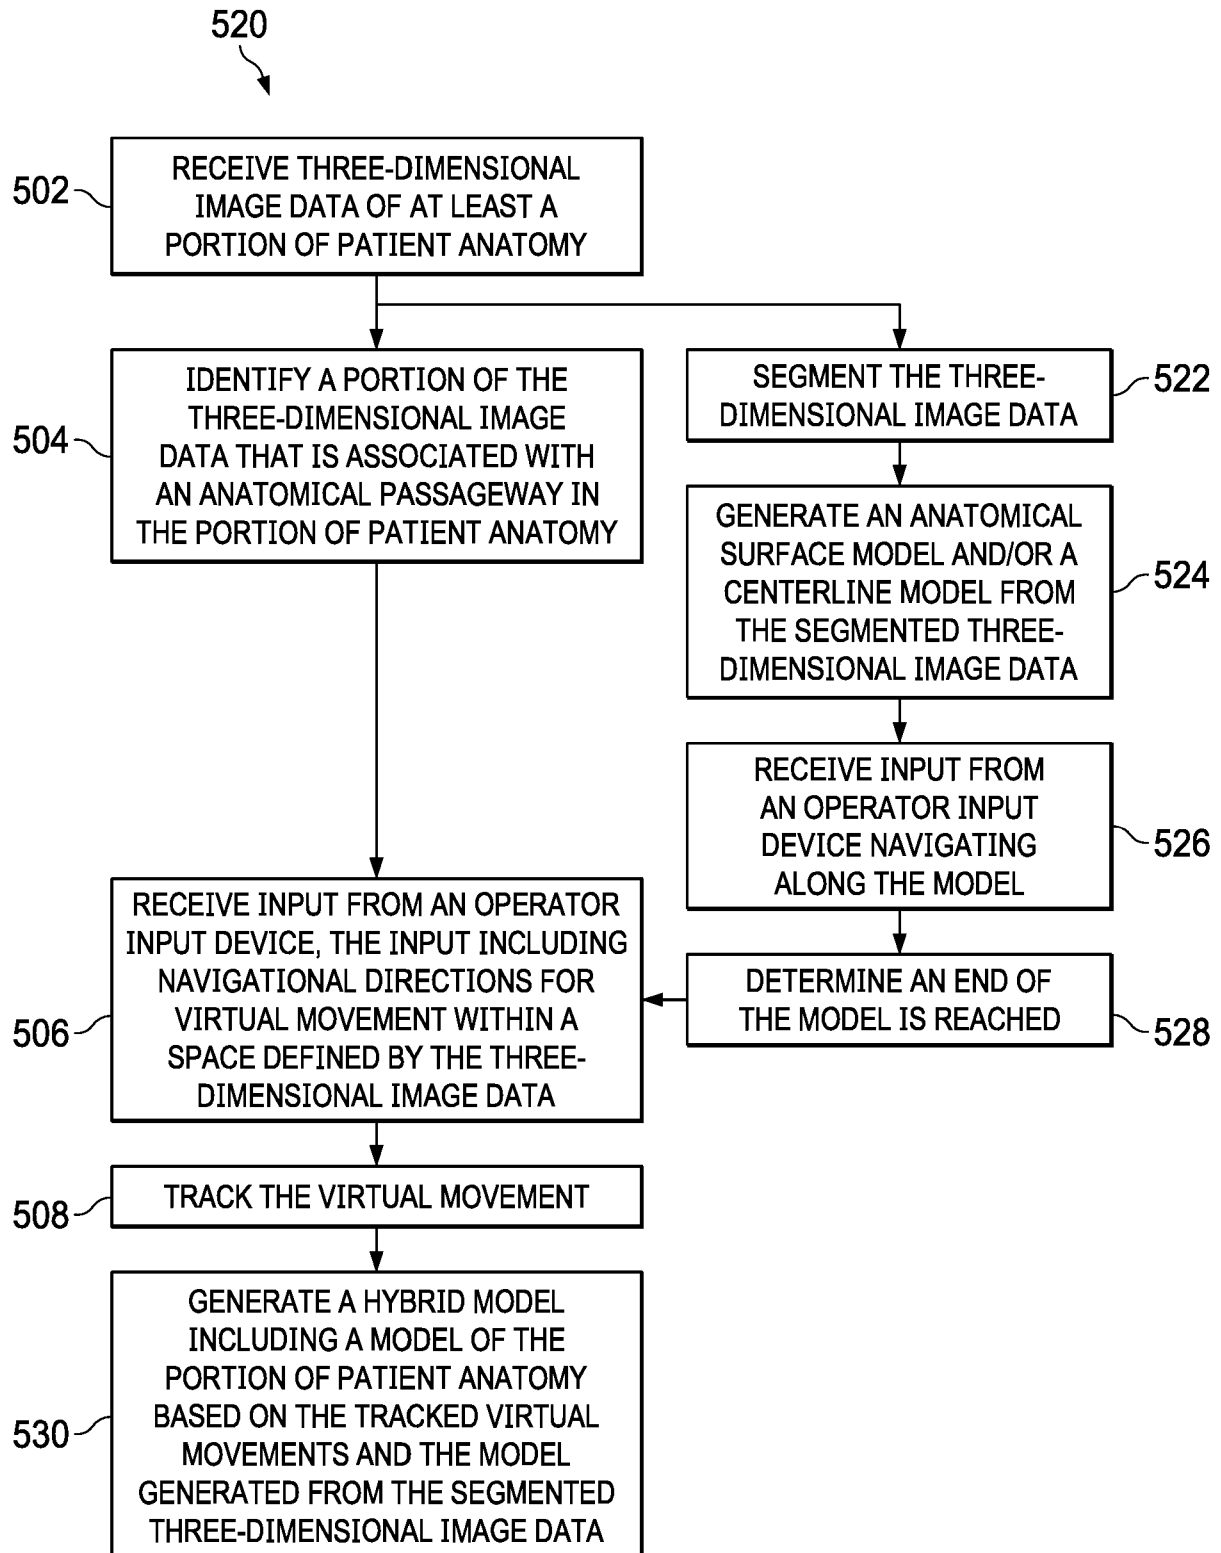 520
502
RECEIVE THREE-DIMENSIONAL
IMAGE DATA OF AT LEAST A
PORTION OF PATIENT ANATOMY
504
IDENTIFY A PORTION OF THE
THREE-DIMENSIONAL IMAGE
DATA THAT IS ASSOCIATED WITH
AN ANATOMICAL PASSAGEWAY IN
THE PORTION OF PATIENT ANATOMY
SEGMENT THE THREE-
DIMENSIONAL IMAGE DATA
522
GENERATE AN ANATOMICAL
SURFACE MODEL AND/OR A
CENTERLINE MODEL FROM
THE SEGMENTED THREE-
DIMENSIONAL IMAGE DATA
524
RECEIVE INPUT FROM
AN OPERATOR INPUT
DEVICE NAVIGATING
ALONG THE MODEL
526
DETERMINE AN END OF
THE MODEL IS REACHED
528
506
RECEIVE INPUT FROM AN OPERATOR
INPUT DEVICE, THE INPUT INCLUDING
NAVIGATIONAL DIRECTIONS FOR
VIRTUAL MOVEMENT WITHIN A
SPACE DEFINED BY THE THREE-
DIMENSIONAL IMAGE DATA
508
TRACK THE VIRTUAL MOVEMENT
530
GENERATE A HYBRID MODEL
INCLUDING A MODEL OF THE
PORTION OF PATIENT ANATOMY
BASED ON THE TRACKED VIRTUAL
MOVEMENTS AND THE MODEL
GENERATED FROM THE SEGMENTED
THREE-DIMENSIONAL IMAGE DATA